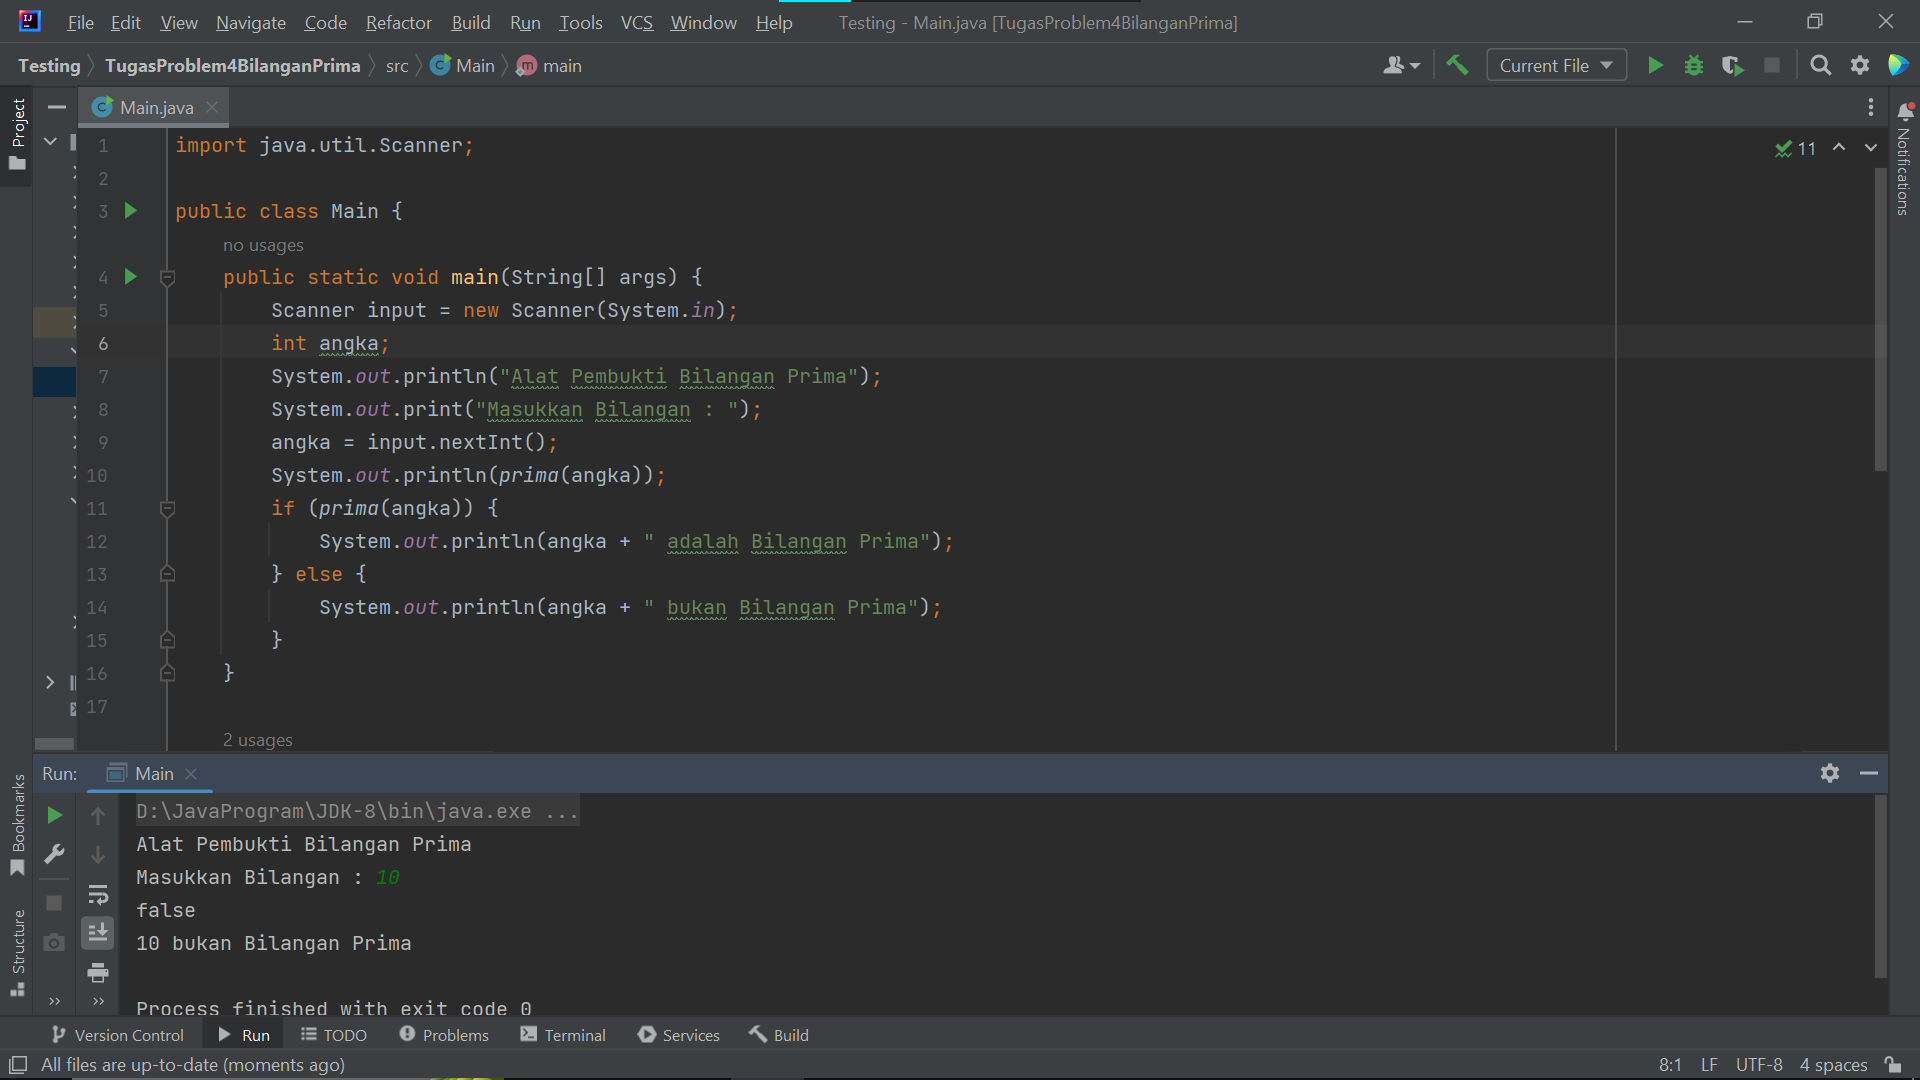 File Edit View Navigate Code Refactor Build Run Tools VCS Window Help Testing - Main.java [TugasProblem4BilanganPrima]
Testing TugasProblem4BilanganPrima src Main main Current File
Project
Main.java
11
Notifications
1 import java.util.Scanner;
2
3 public class Main {
no usages
4 public static void main(String[] args) {
5 Scanner input = new Scanner(System.in);
6 int angka;
7 System.out.println("Alat Pembukti Bilangan Prima");
8 System.out.print("Masukkan Bilangan : ");
9 angka = input.nextInt();
10 System.out.println(prima(angka));
11 if (prima(angka)) {
12 System.out.println(angka + " adalah Bilangan Prima");
13 } else {
14 System.out.println(angka + " bukan Bilangan Prima");
15 }
16 }
17
2 usages
Run: Main
D:\JavaProgram\JDK-8\bin\java.exe ...
Alat Pembukti Bilangan Prima
Masukkan Bilangan : 10
false
10 bukan Bilangan Prima
Process finished with exit code 0
Bookmarks
Structure
Version Control Run TODO Problems Terminal Services Build
All files are up-to-date (moments ago) 8:1 LF UTF-8 4 spaces